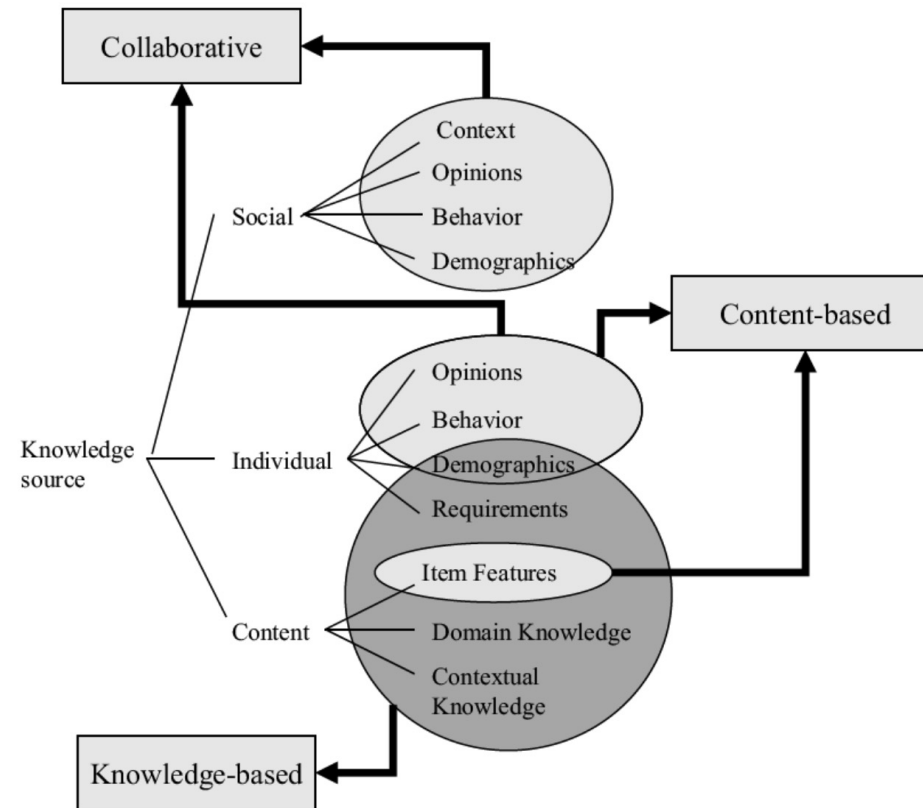 Collaborative
Context
Opinions
Social
Behavior
Demographics
Content-based
Opinions
Behavior
Knowledge
source
Individual
Demographics
Requirements
Item Features
Content
Domain Knowledge
Contextual
Knowledge
Knowledge-based